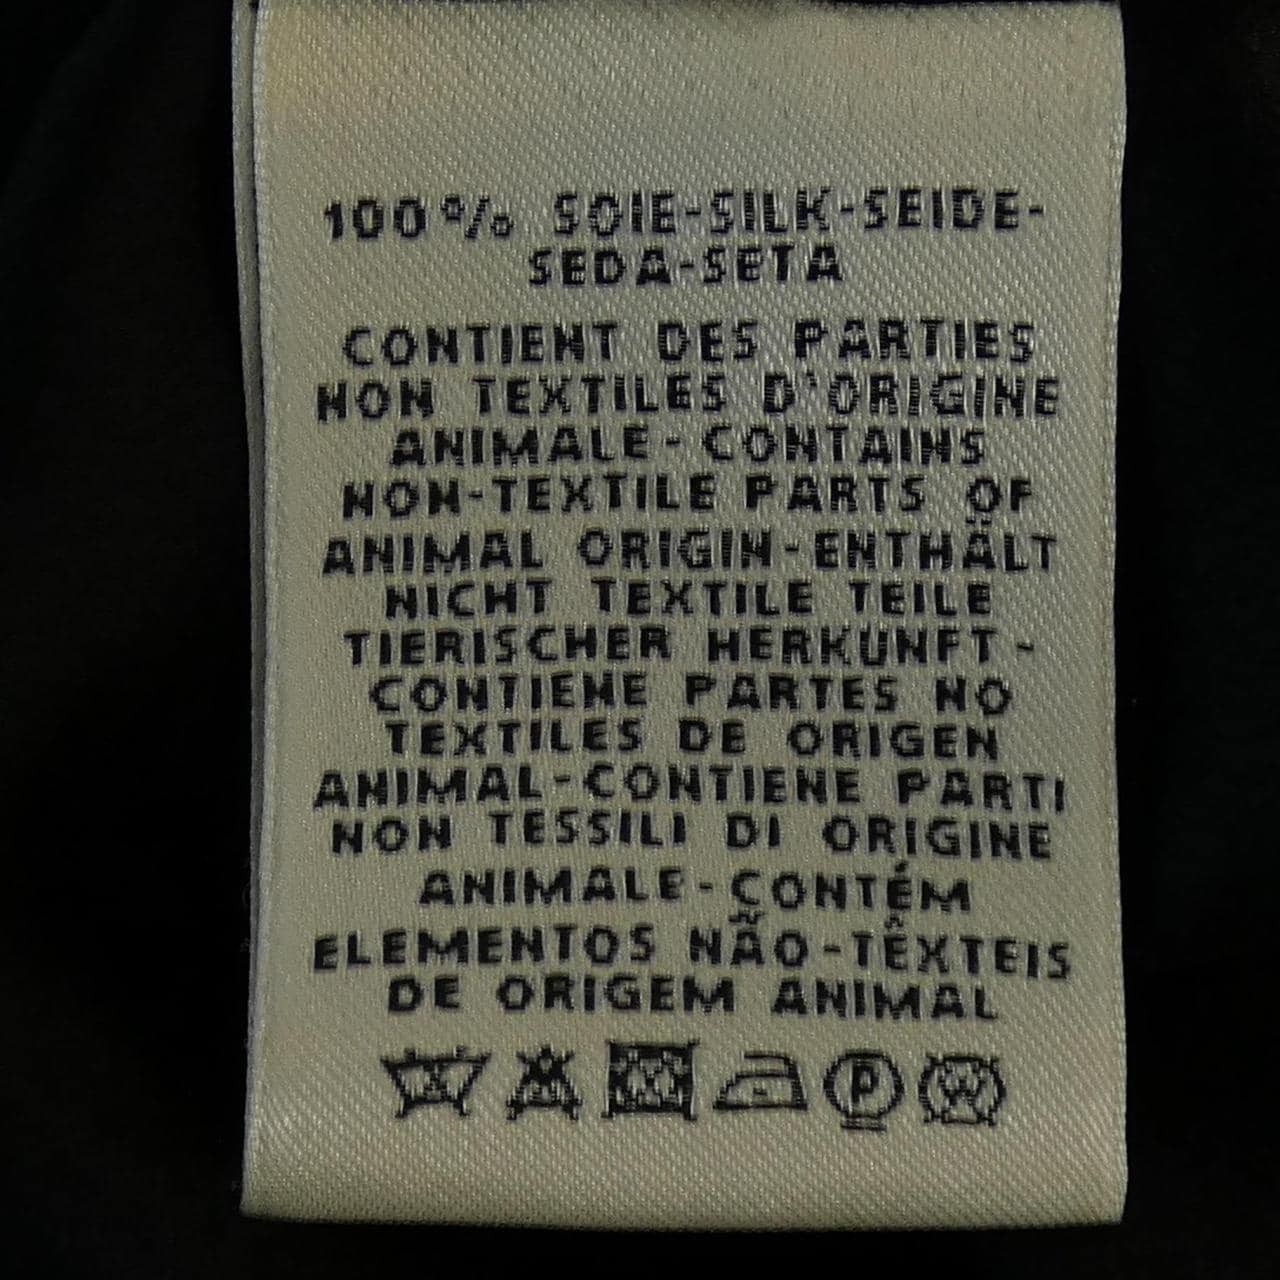 100% SOIE-SILK-SEIDE-
SEDA-SETA
CONTIENT DES PARTIES
NON TEXTILES D'ORIGINE
ANIMALE-CONTAINS
NON-TEXTILE PARTS OF
ANIMAL ORIGIN-ENTHÄLT
NICHT TEXTILE TEILE
TIERISCHER HERKUNFT-
CONTIENE PARTES NO
TEXTILES DE ORIGEN
ANIMAL-CONTIENE PARTI
NON TESSILI DI ORIGINE
ANIMALE-CONTÉM
ELEMENTOS NÃO-TÊXTEIS
DE ORIGEM ANIMAL
P W